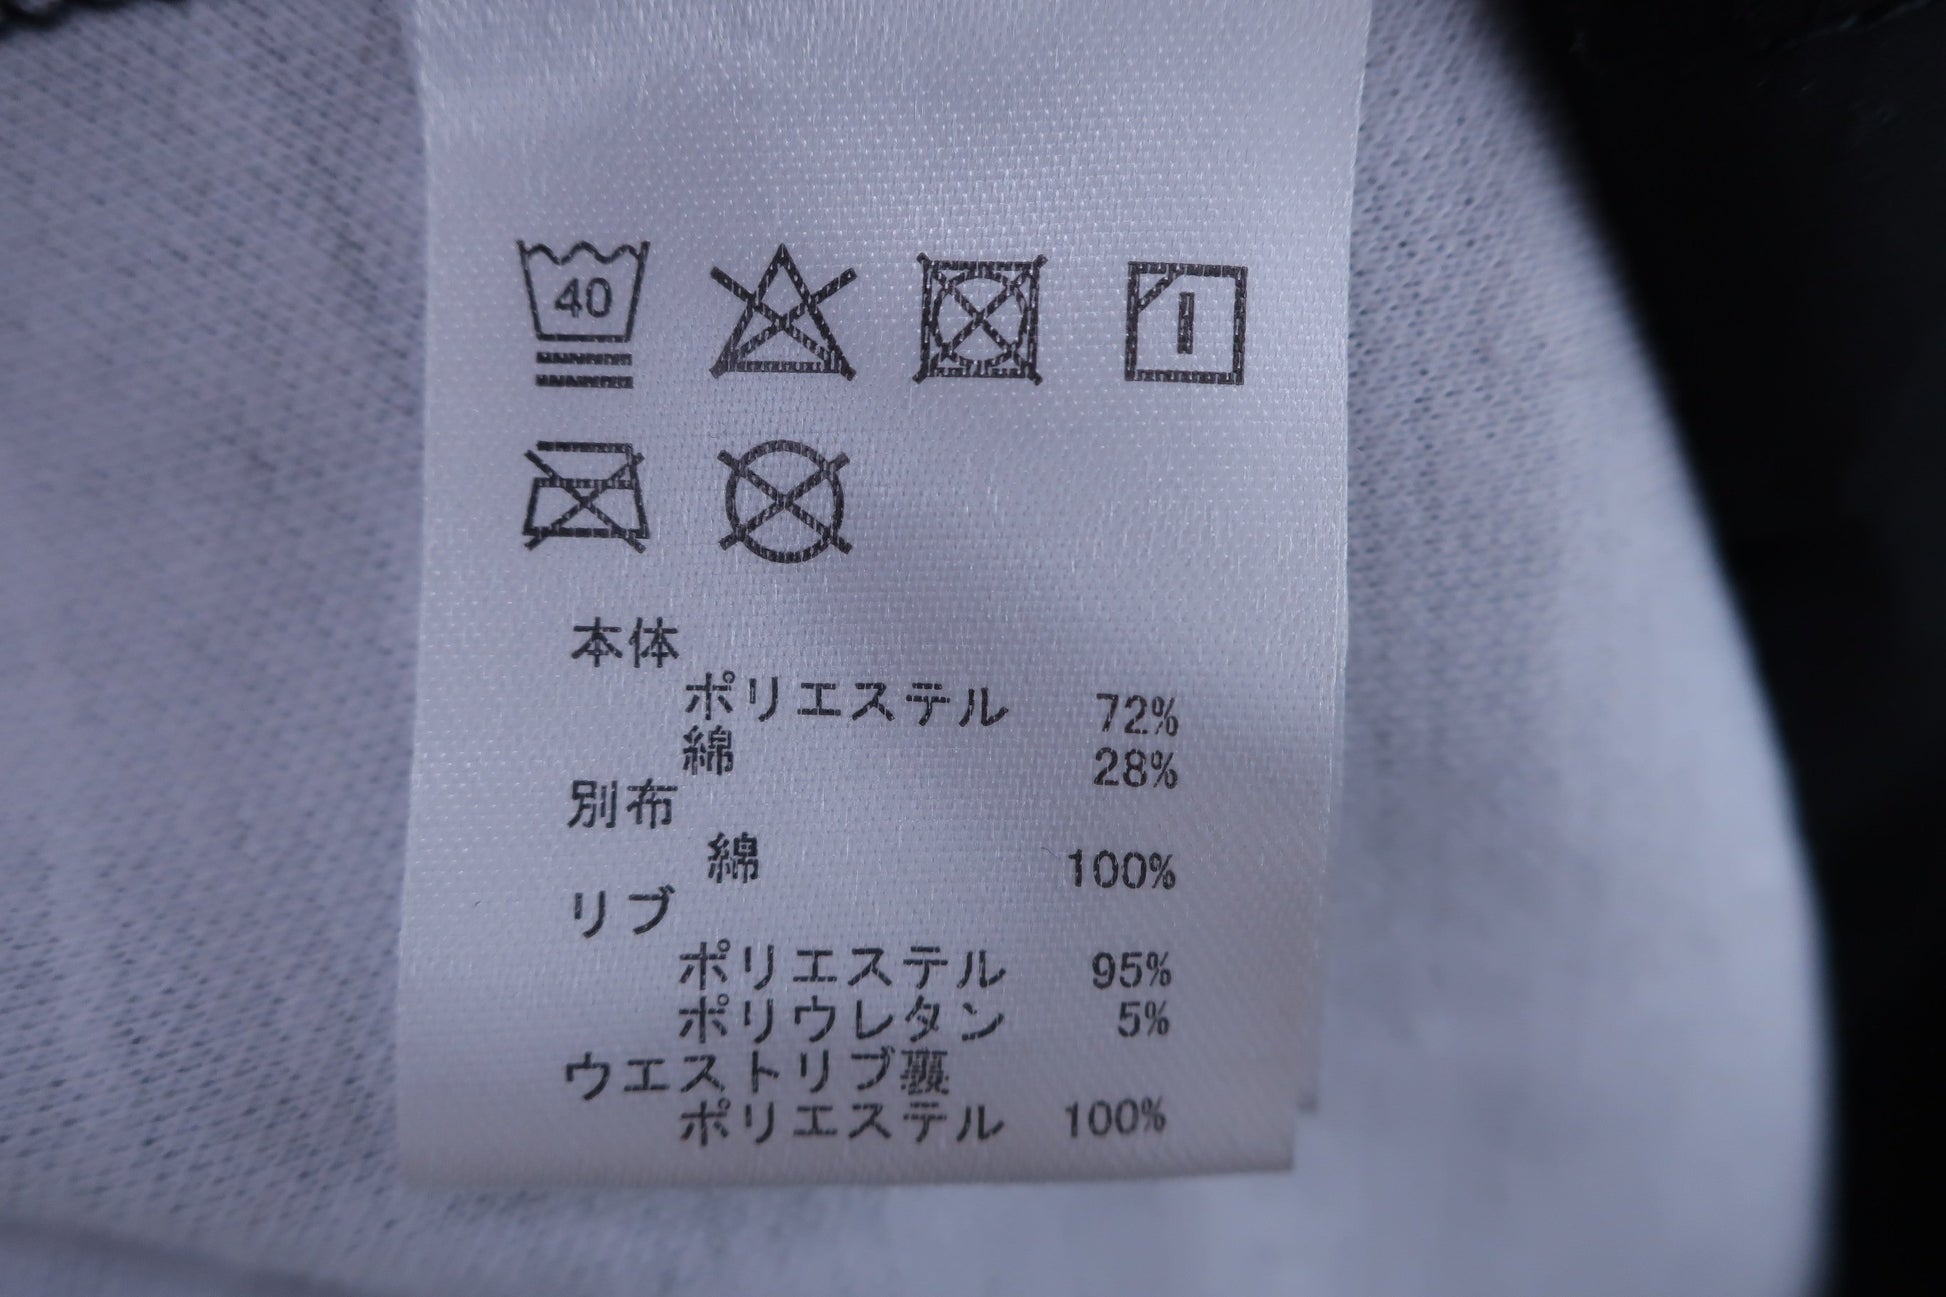 40
本体
ポリエステル 72%
綿 28%
別布
綿 100%
リブ
ポリエステル 95%
ポリウレタン 5%
ウエストリブ裏
ポリエステル 100%